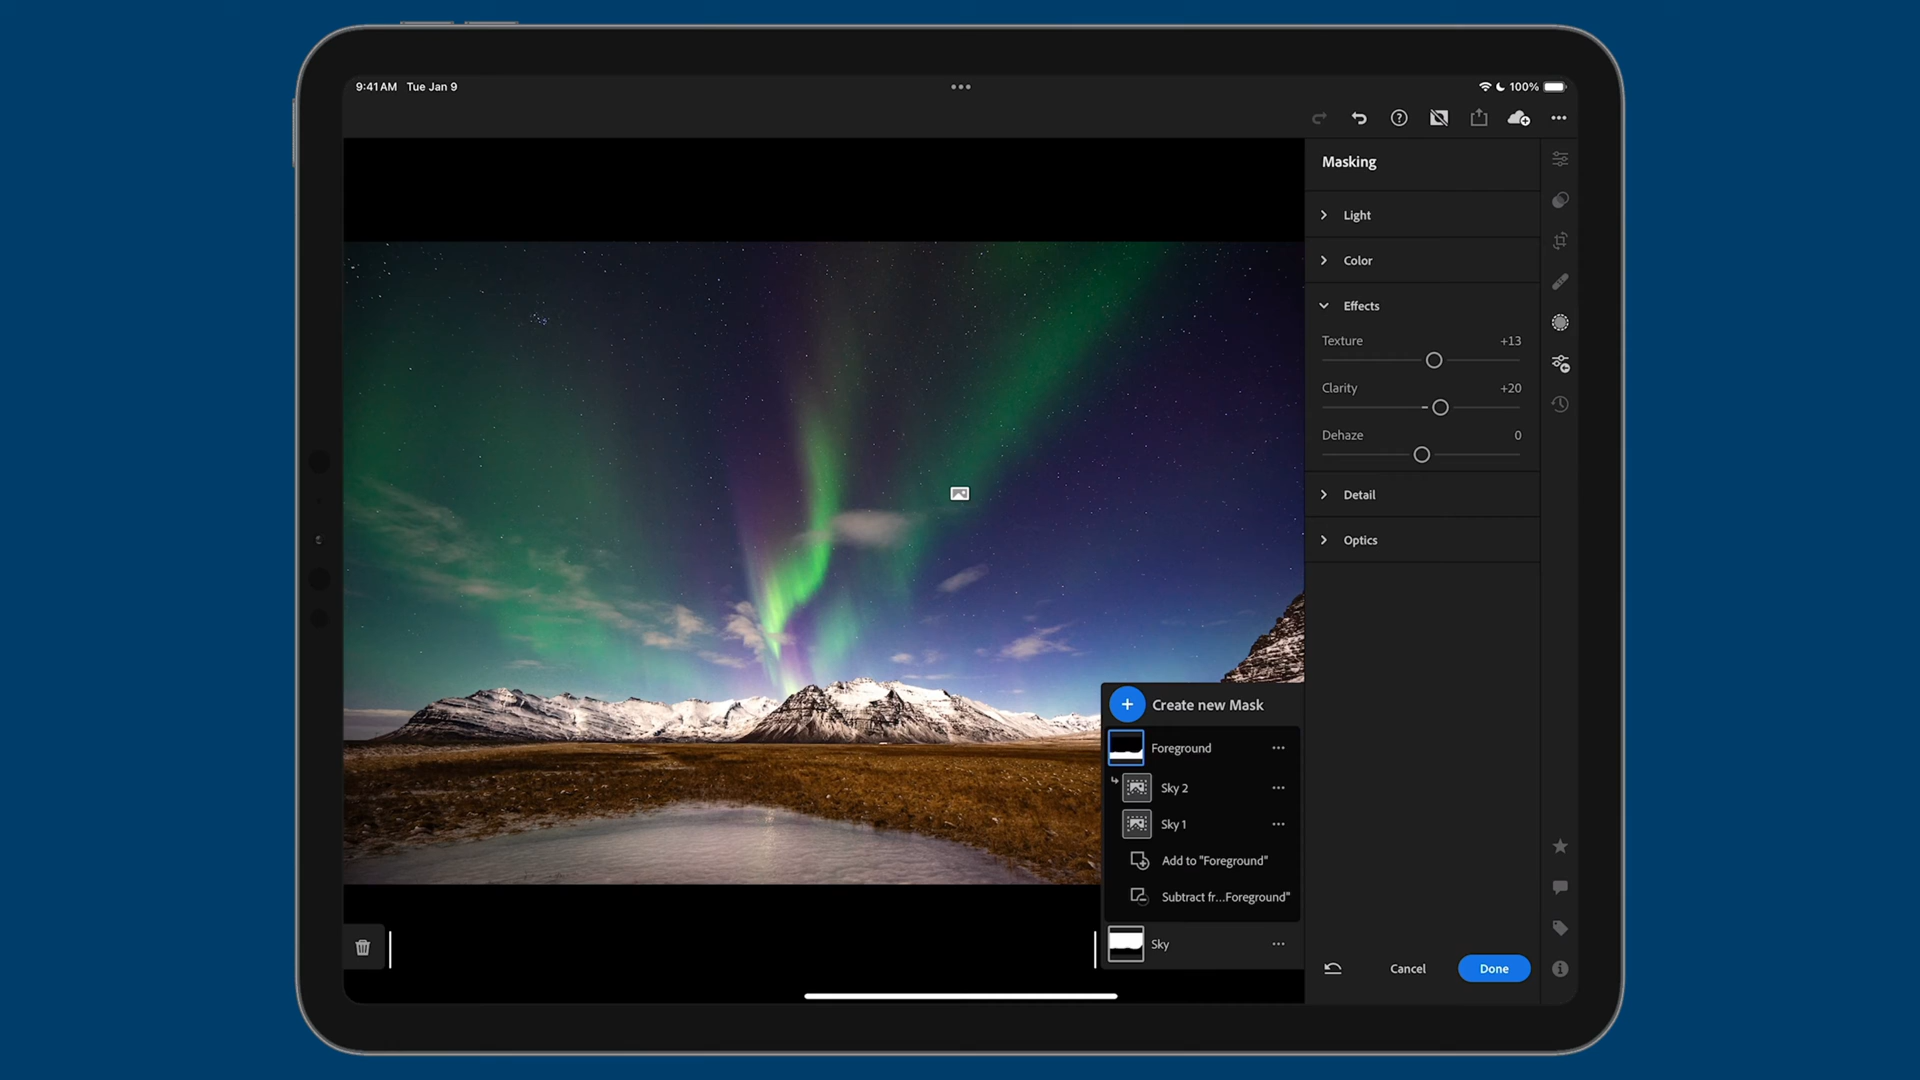 9:41 AM Tue Jan 9
100%
Masking
Light
Color
Effects
Texture +13
Clarity +20
Dehaze 0
Detail
Optics
Create new Mask
Foreground
Sky 2
Sky 1
Add to "Foreground"
Subtract fr...Foreground"
Sky
Cancel Done